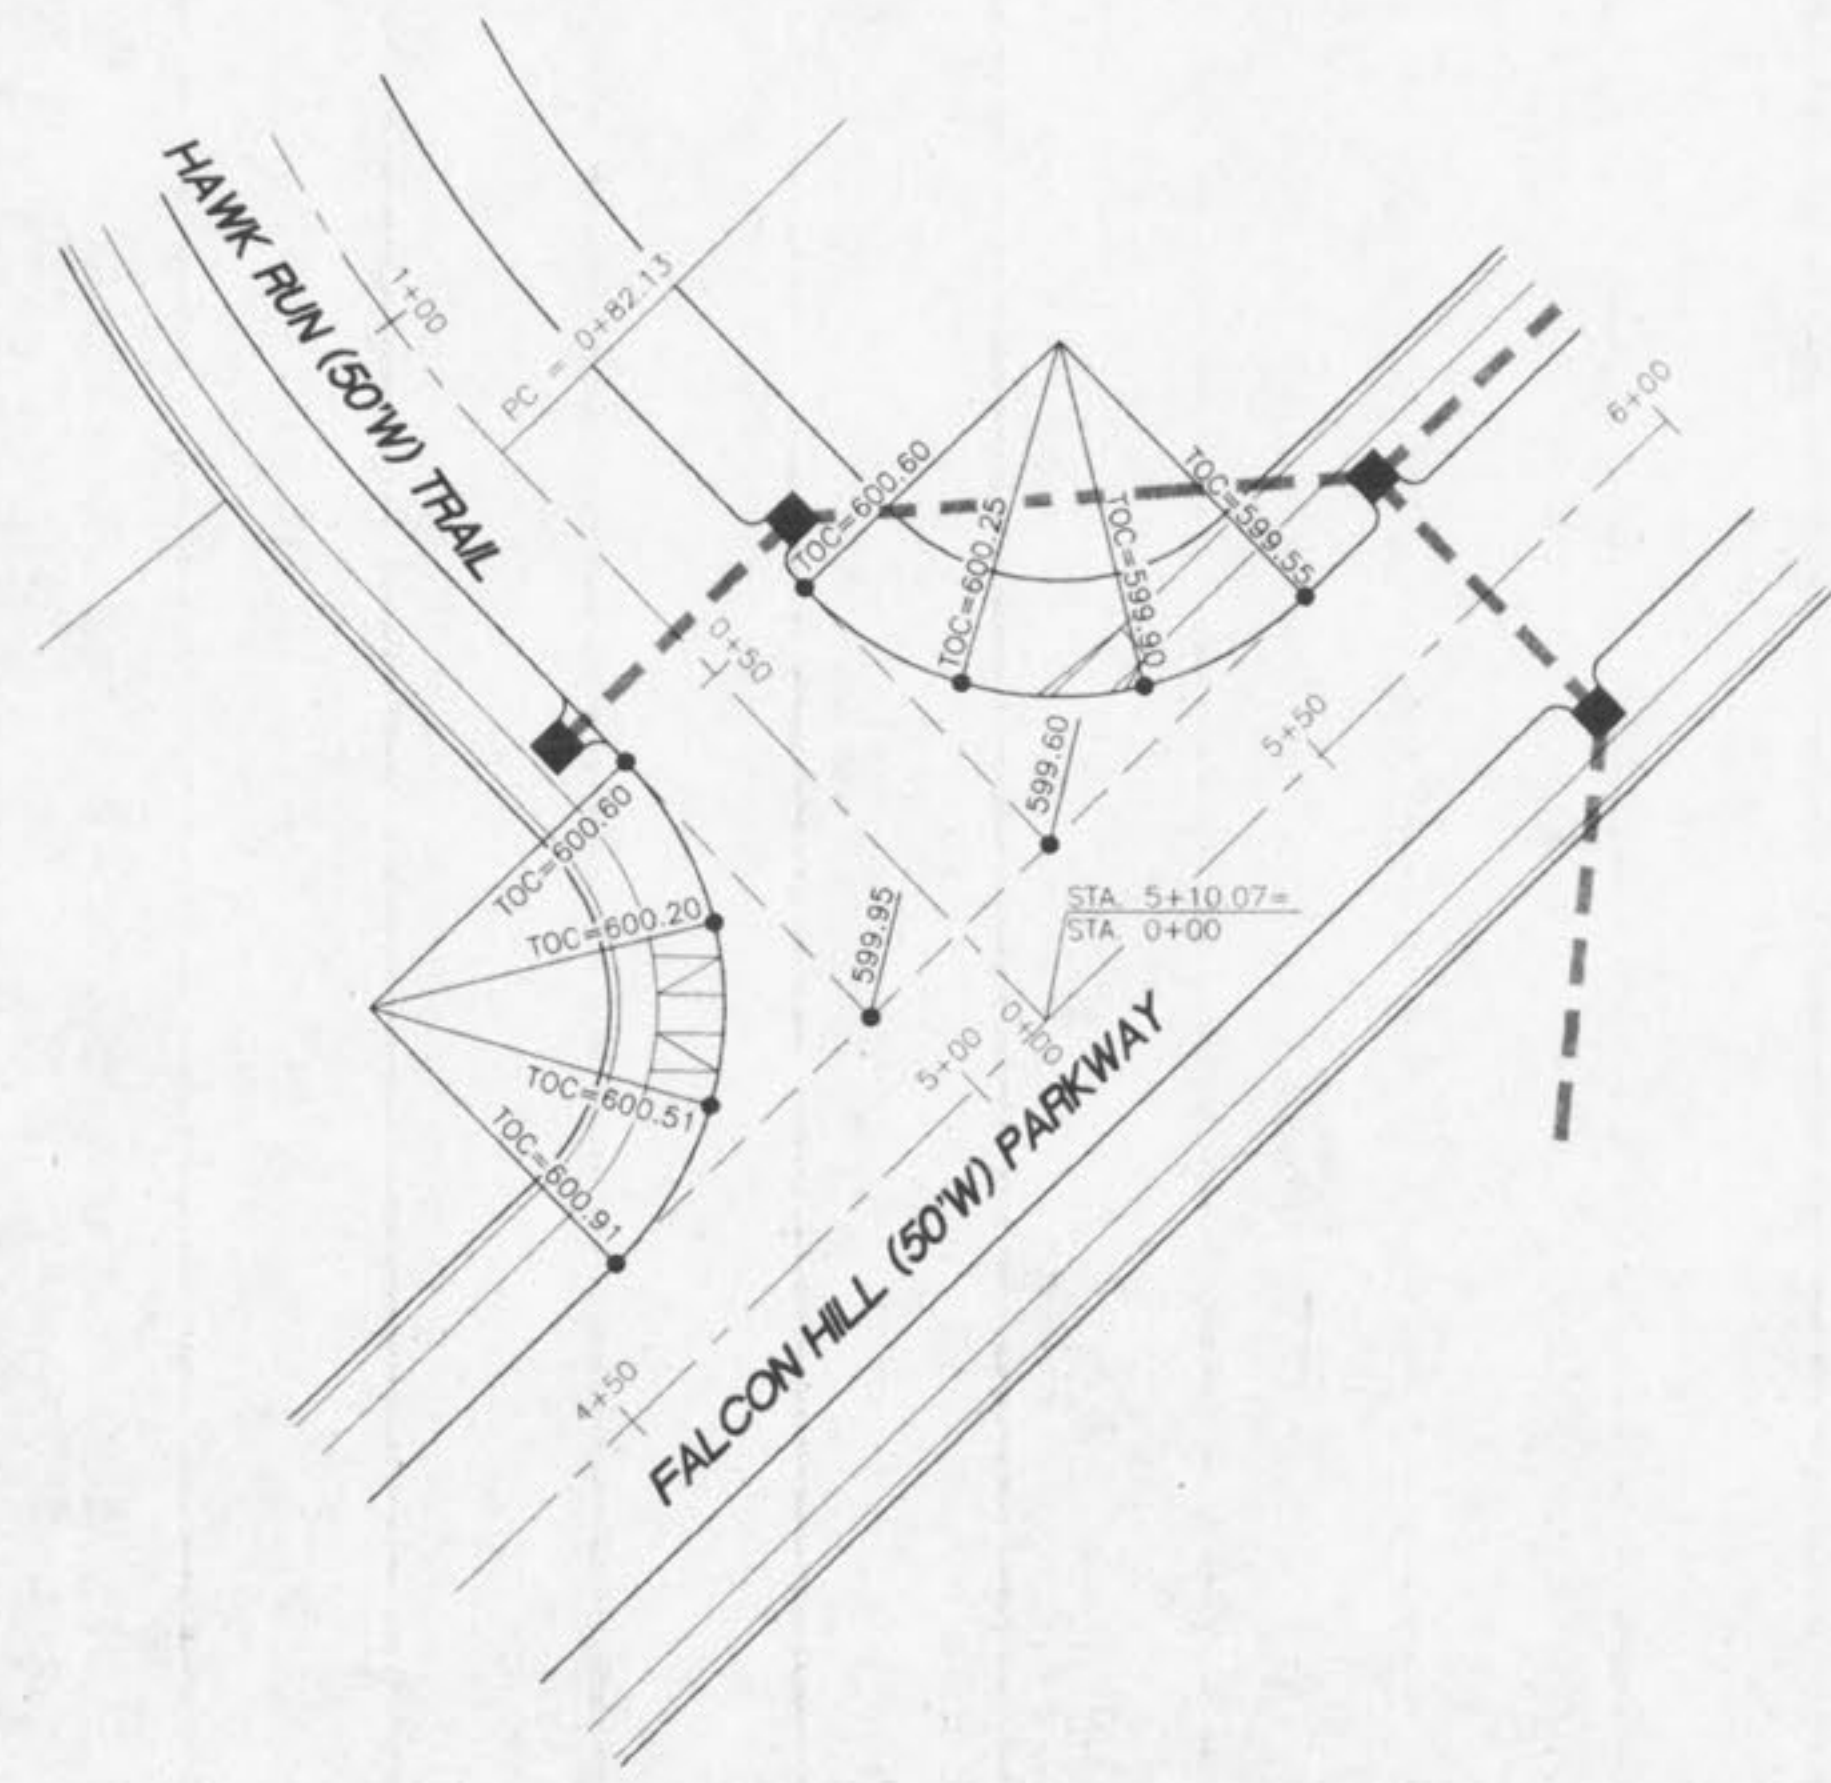 HAWK RUN (50'W) TRAIL
1+00
PC = 0+82.13
6+00
TOC=600.60
TOC=600.25
TOC=599.90
TOC=599.55
0+50
5+50
599.60
TOC=600.60
TOC=600.20
599.95
STA. 5+10.07=
STA. 0+00
0+00
5+00
TOC=600.51
TOC=600.91
4+50
FALCON HILL (50'W) PARKWAY